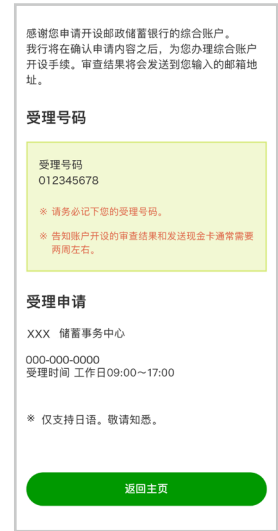 感谢您申请开设邮政储蓄银行的综合账户。
我行将在确认申请内容之后，为您办理综合账户
开设手续。审查结果将会发送到您输入的邮箱地
址。
受理号码
受理号码
012345678
※ 请务必记下您的受理号码。
※ 告知账户开设的审查结果和发送现金卡通常需要
两周左右。
受理申请
XXX 储蓄事务中心
000-000-0000
受理时间 工作日09:00～17:00
※ 仅支持日语。敬请知悉。
返回主页